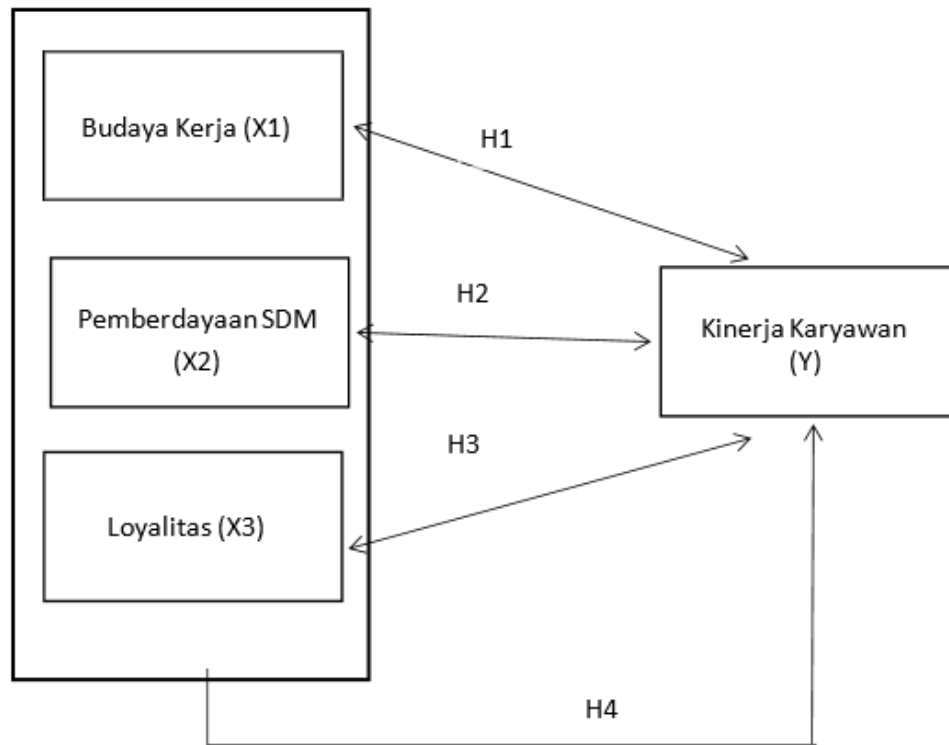 Budaya Kerja (X1)
H1
Pemberdayaan SDM
(X2)
H2
Kinerja Karyawan
(Y)
Loyalitas (X3)
H3
H4